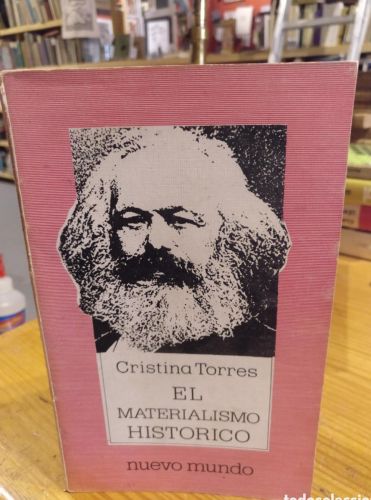 Cristina Torres
EL
MATERIALISMO
HISTORICO
nuevo mundo